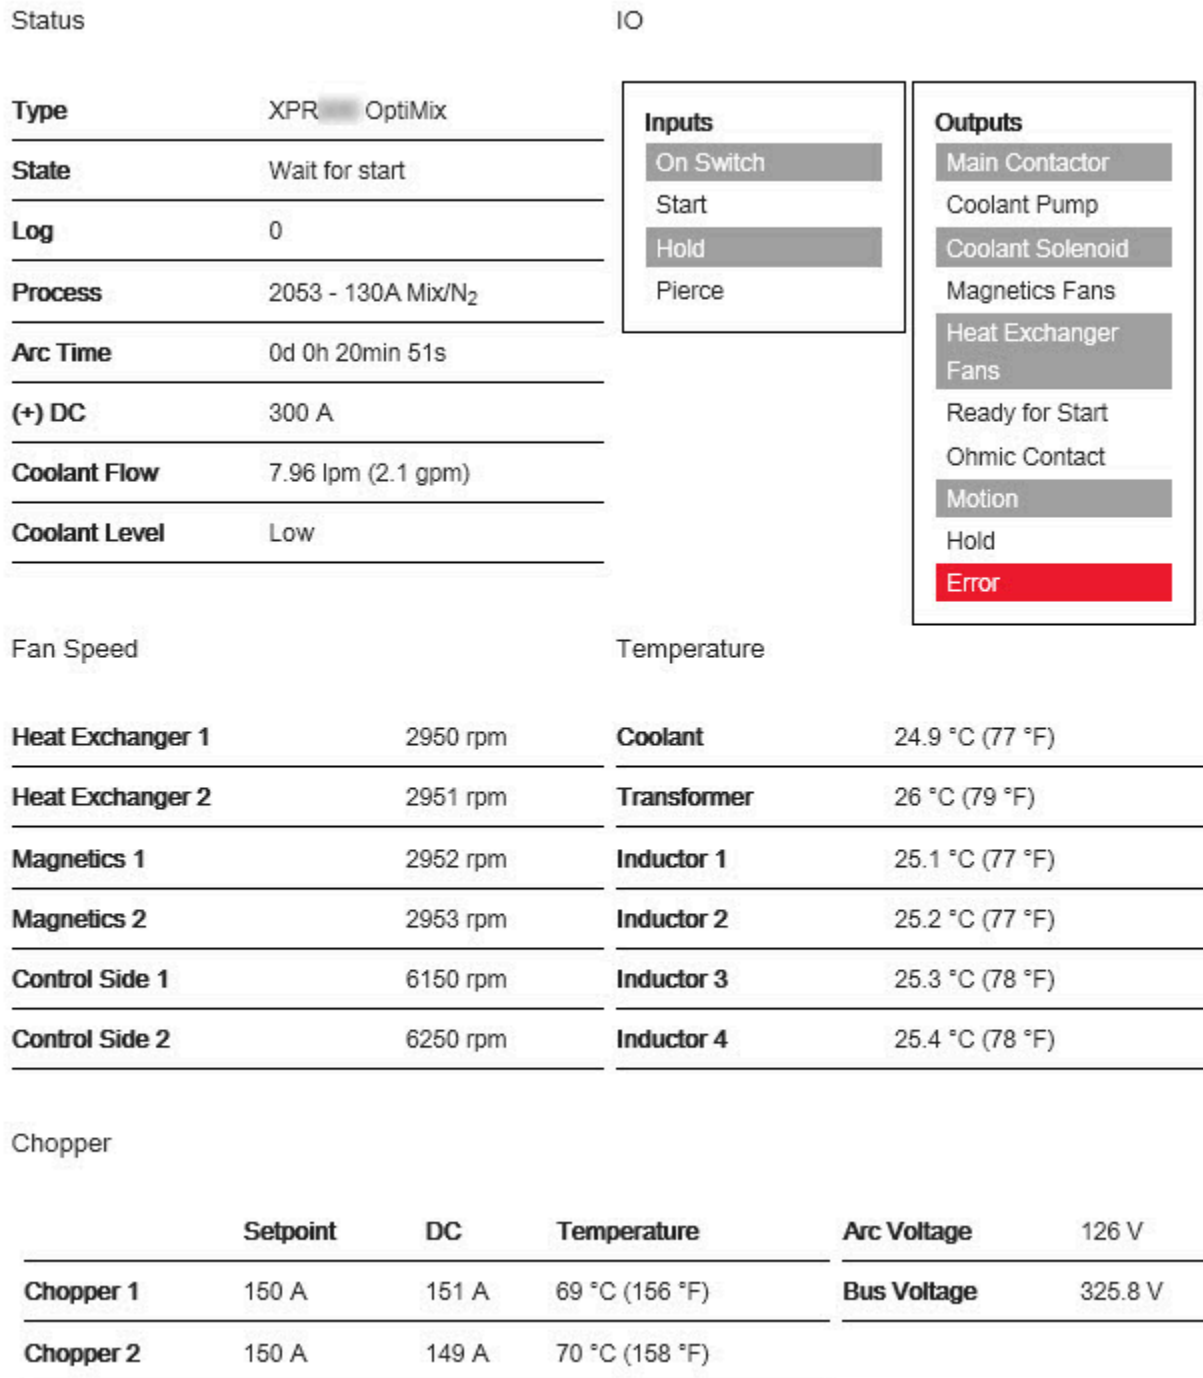 Status
Type XPR OptiMix
State Wait for start
Log 0
Process 2053 - 130A Mix/N₂
Arc Time 0d 0h 20min 51s
(+) DC 300 A
Coolant Flow 7.96 lpm (2.1 gpm)
Coolant Level Low
IO
Inputs
On Switch
Start
Hold
Pierce
Outputs
Main Contactor
Coolant Pump
Coolant Solenoid
Magnetics Fans
Heat Exchanger
Fans
Ready for Start
Ohmic Contact
Motion
Hold
Error
Fan Speed
Heat Exchanger 1 2950 rpm
Heat Exchanger 2 2951 rpm
Magnetics 1 2952 rpm
Magnetics 2 2953 rpm
Control Side 1 6150 rpm
Control Side 2 6250 rpm
Temperature
Coolant 24.9 °C (77 °F)
Transformer 26 °C (79 °F)
Inductor 1 25.1 °C (77 °F)
Inductor 2 25.2 °C (77 °F)
Inductor 3 25.3 °C (78 °F)
Inductor 4 25.4 °C (78 °F)
Chopper
Setpoint DC Temperature
Chopper 1 150 A 151 A 69 °C (156 °F)
Chopper 2 150 A 149 A 70 °C (158 °F)
Arc Voltage 126 V
Bus Voltage 325.8 V